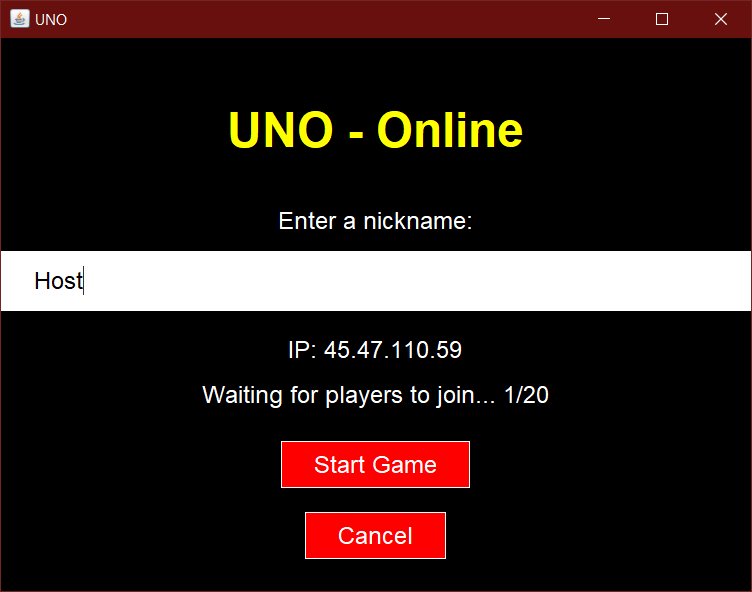 UNO
UNO - Online
Enter a nickname:
Host
IP: 45.47.110.59
Waiting for players to join... 1/20
Start Game
Cancel